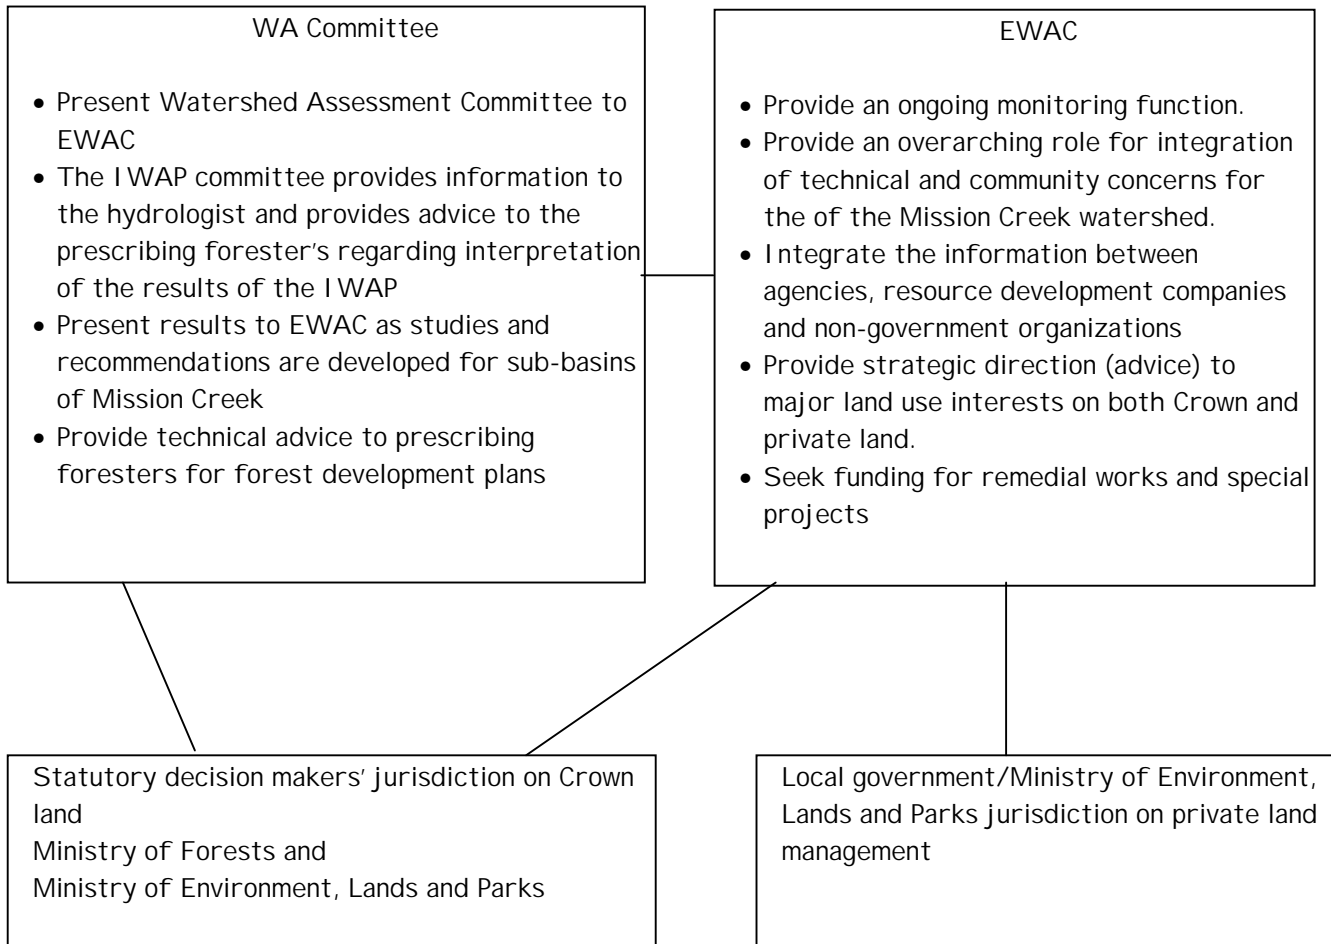 WA Committee
• Present Watershed Assessment Committee to
EWAC
• The IWAP committee provides information to
the hydrologist and provides advice to the
prescribing forester's regarding interpretation
of the results of the IWAP
• Present results to EWAC as studies and
recommendations are developed for sub-basins
of Mission Creek
• Provide technical advice to prescribing
foresters for forest development plans
EWAC
• Provide an ongoing monitoring function.
• Provide an overarching role for integration
of technical and community concerns for
the of the Mission Creek watershed.
• Integrate the information between
agencies, resource development companies
and non-government organizations
• Provide strategic direction (advice) to
major land use interests on both Crown and
private land.
• Seek funding for remedial works and special
projects
Statutory decision makers' jurisdiction on Crown
land
Ministry of Forests and
Ministry of Environment, Lands and Parks
Local government/Ministry of Environment,
Lands and Parks jurisdiction on private land
management